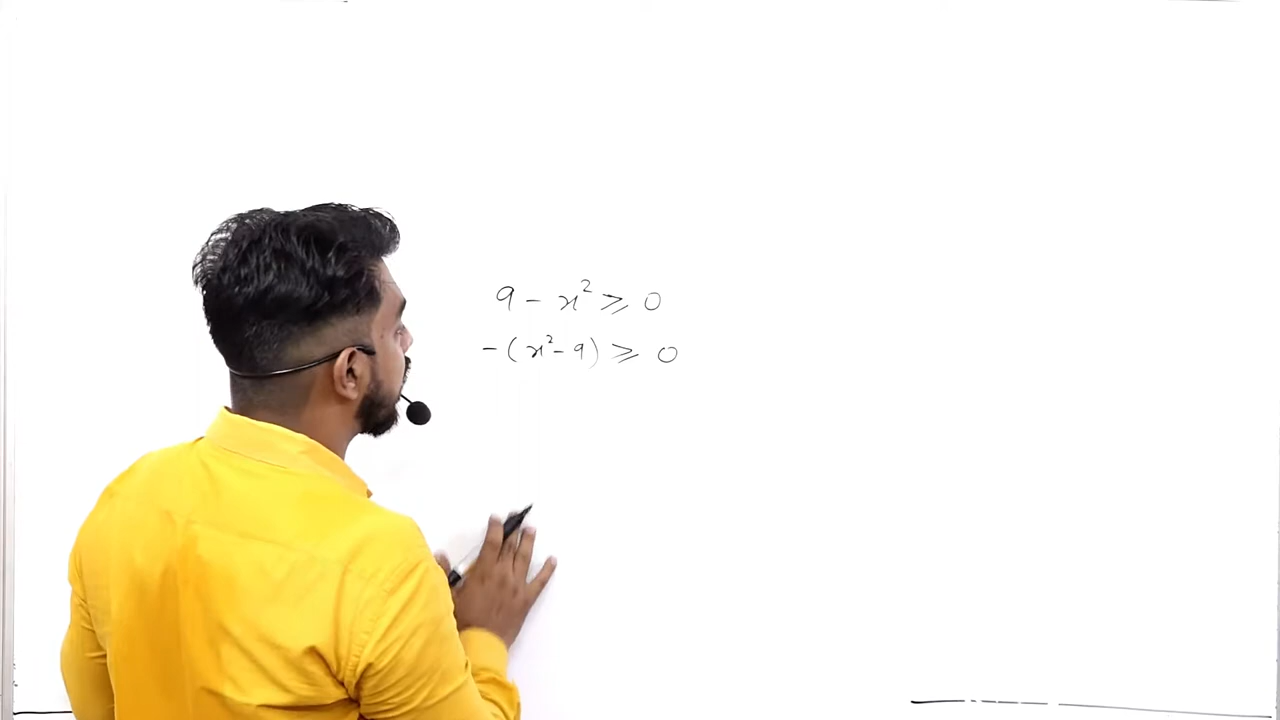 9 - x² ⩾ 0
-(x² - 9) ⩾ 0